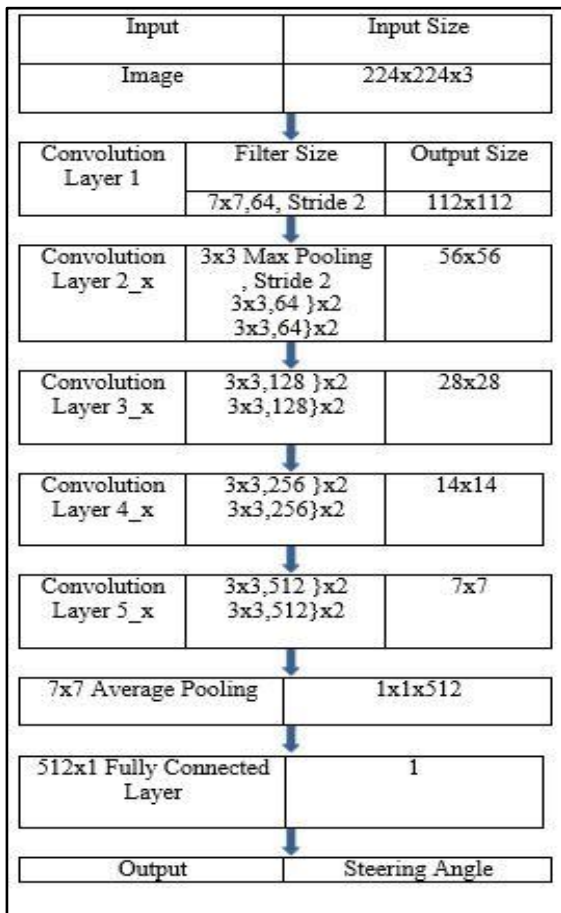 Input Input Size
Image 224x224x3
Convolution Filter Size Output Size
Layer 1
7x7,64, Stride 2 112x112
Convolution 3x3 Max Pooling 56x56
Layer 2_x , Stride 2
3x3,64 }x2
3x3,64}x2
Convolution 3x3,128 }x2 28x28
Layer 3_x 3x3,128}x2
Convolution 3x3,256 }x2 14x14
Layer 4_x 3x3,256}x2
Convolution 3x3,512 }x2 7x7
Layer 5_x 3x3,512}x2
7x7 Average Pooling 1x1x512
512x1 Fully Connected 1
Layer
Output Steering Angle